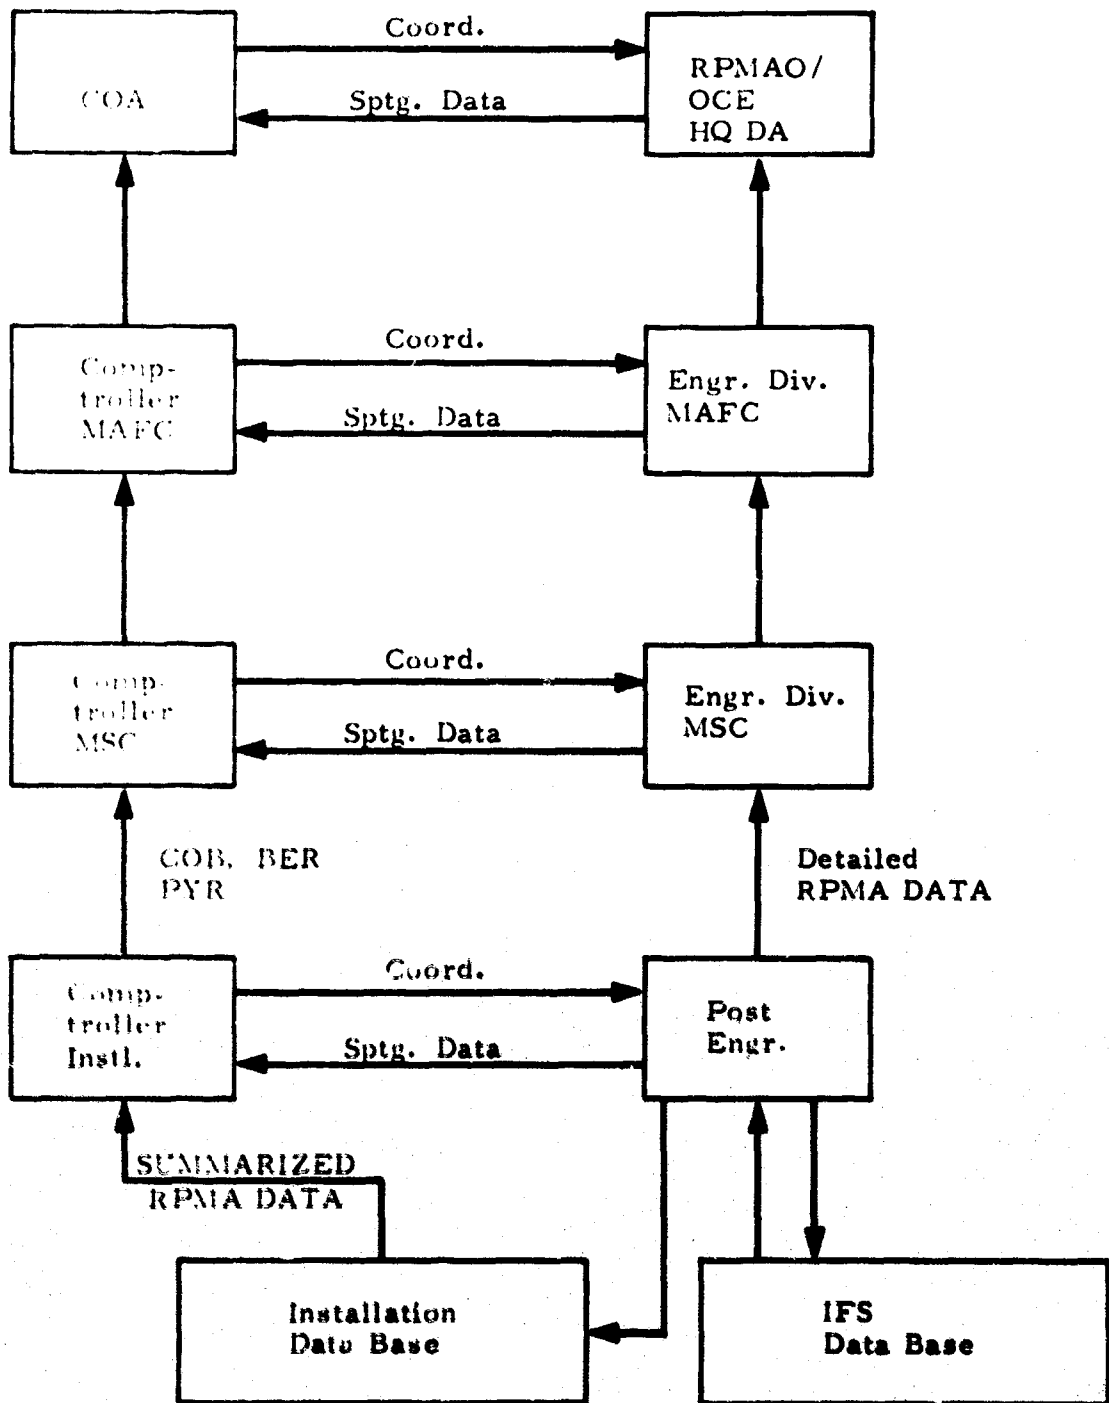 Coord.
COA
RPMAO/
OCE
HQ DA
Sptg. Data
Coord.
Comp-
troller
MAFC
Engr. Div.
MAFC
Sptg. Data
Coord.
Comp-
troller
MSC
Engr. Div.
MSC
Sptg. Data
COB, BER
PYR
Detailed
RPMA DATA
Coord.
Comp-
troller
Instl.
Post
Engr.
Sptg. Data
SUMMARIZED
RPMA DATA
Installation
Data Base
IFS
Data Base